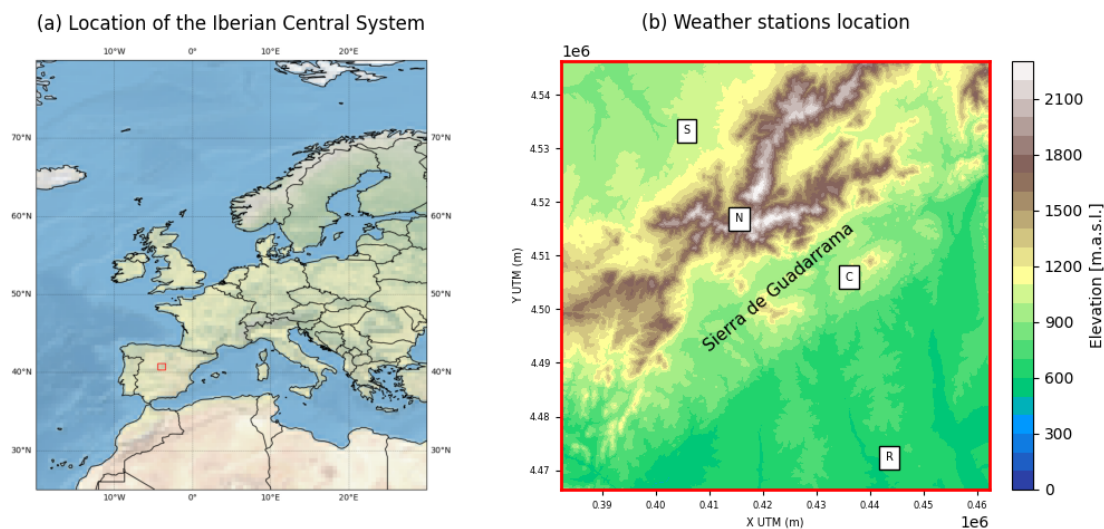 (a) Location of the Iberian Central System
10°W 0° 10°E 20°E
70°N 70°N
60°N 60°N
50°N 50°N
40°N 40°N
30°N 30°N
10°W 0° 10°E 20°E
(b) Weather stations location
1e6
4.54
4.53
4.52
4.51
4.50
4.49
4.48
4.47
Y UTM (m)
S
N
C
R
Sierra de Guadarrama
0.39 0.40 0.41 0.42 0.43 0.44 0.45 0.46
X UTM (m)
1e6
2100
1800
1500
1200
900
600
300
0
Elevation [m.a.s.l.]